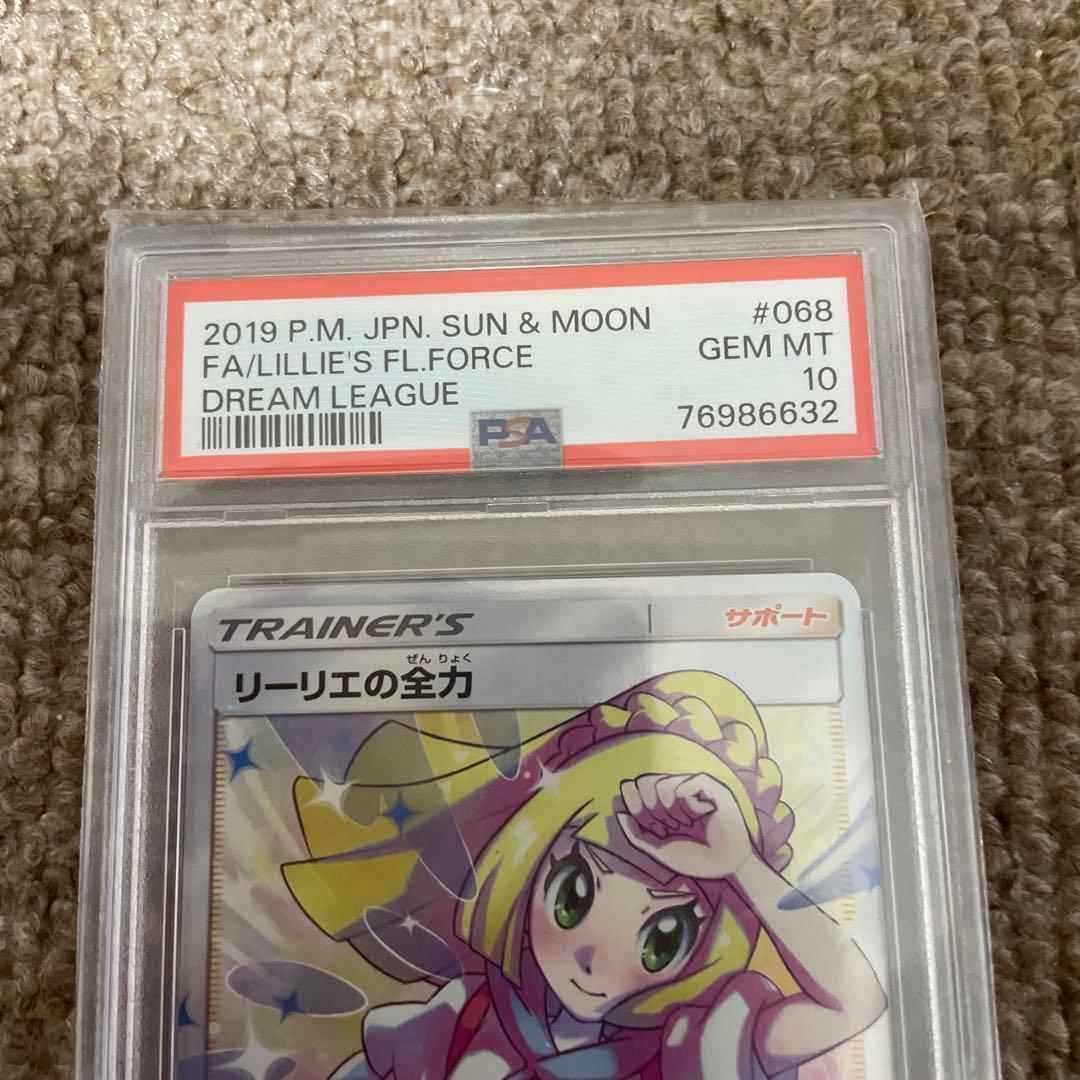 2019 P.M. JPN. SUN & MOON #068
FA/LILLIE'S FL.FORCE GEM MT
DREAM LEAGUE 10
PSA 76986632
TRAINER'S サポート
ぜんりょく
リーリエの全力